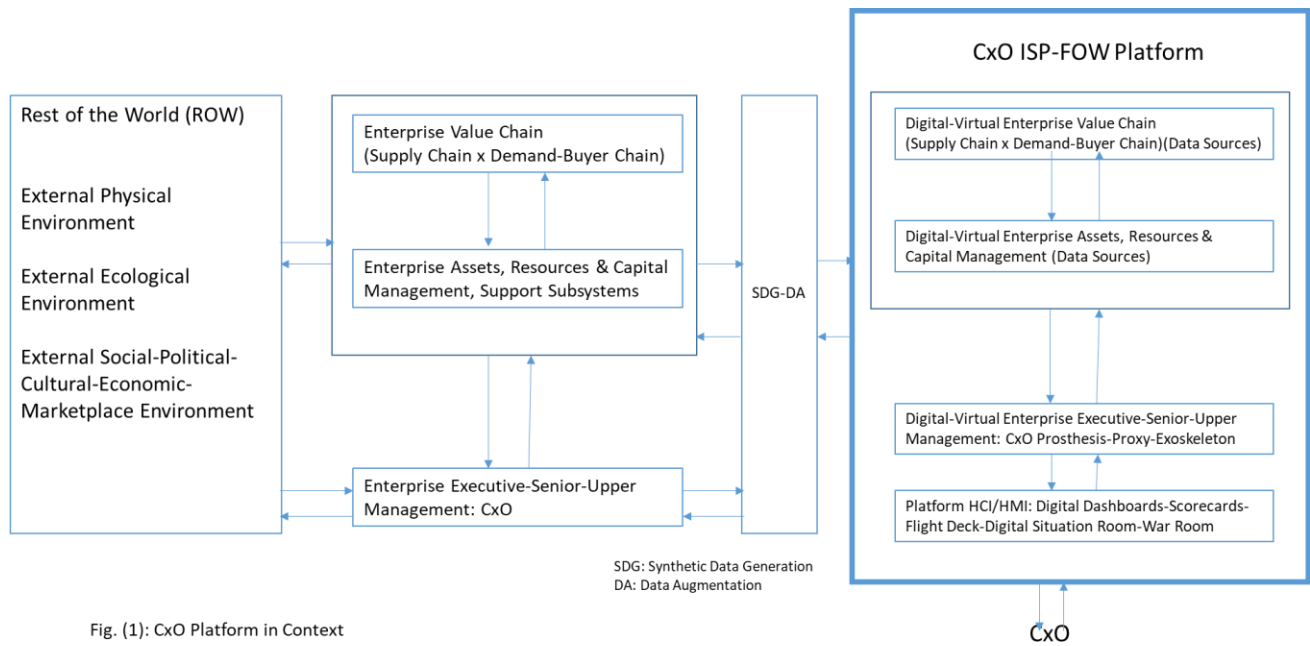 CxO ISP-FOW Platform
Rest of the World (ROW)
External Physical
Environment
External Ecological
Environment
External Social-Political-
Cultural-Economic-
Marketplace Environment
Enterprise Value Chain
(Supply Chain x Demand-Buyer Chain)
Enterprise Assets, Resources & Capital
Management, Support Subsystems
Enterprise Executive-Senior-Upper
Management: CxO
SDG-DA
Digital-Virtual Enterprise Value Chain
(Supply Chain x Demand-Buyer Chain)(Data Sources)
Digital-Virtual Enterprise Assets, Resources &
Capital Management (Data Sources)
Digital-Virtual Enterprise Executive-Senior-Upper
Management: CxO Prosthesis-Proxy-Exoskeleton
Platform HCI/HMI: Digital Dashboards-Scorecards-
Flight Deck-Digital Situation Room-War Room
SDG: Synthetic Data Generation
DA: Data Augmentation
CxO
Fig. (1): CxO Platform in Context